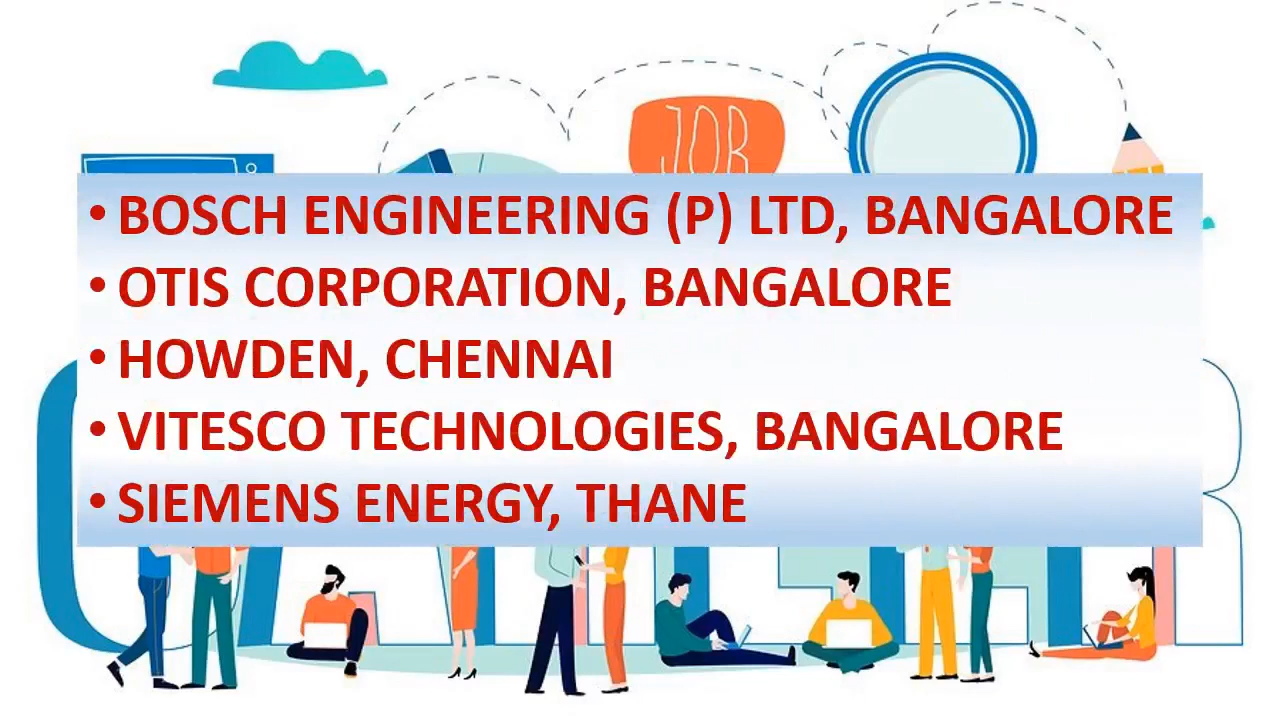 JOB
• BOSCH ENGINEERING (P) LTD, BANGALORE
• OTIS CORPORATION, BANGALORE
• HOWDEN, CHENNAI
• VITESCO TECHNOLOGIES, BANGALORE
• SIEMENS ENERGY, THANE